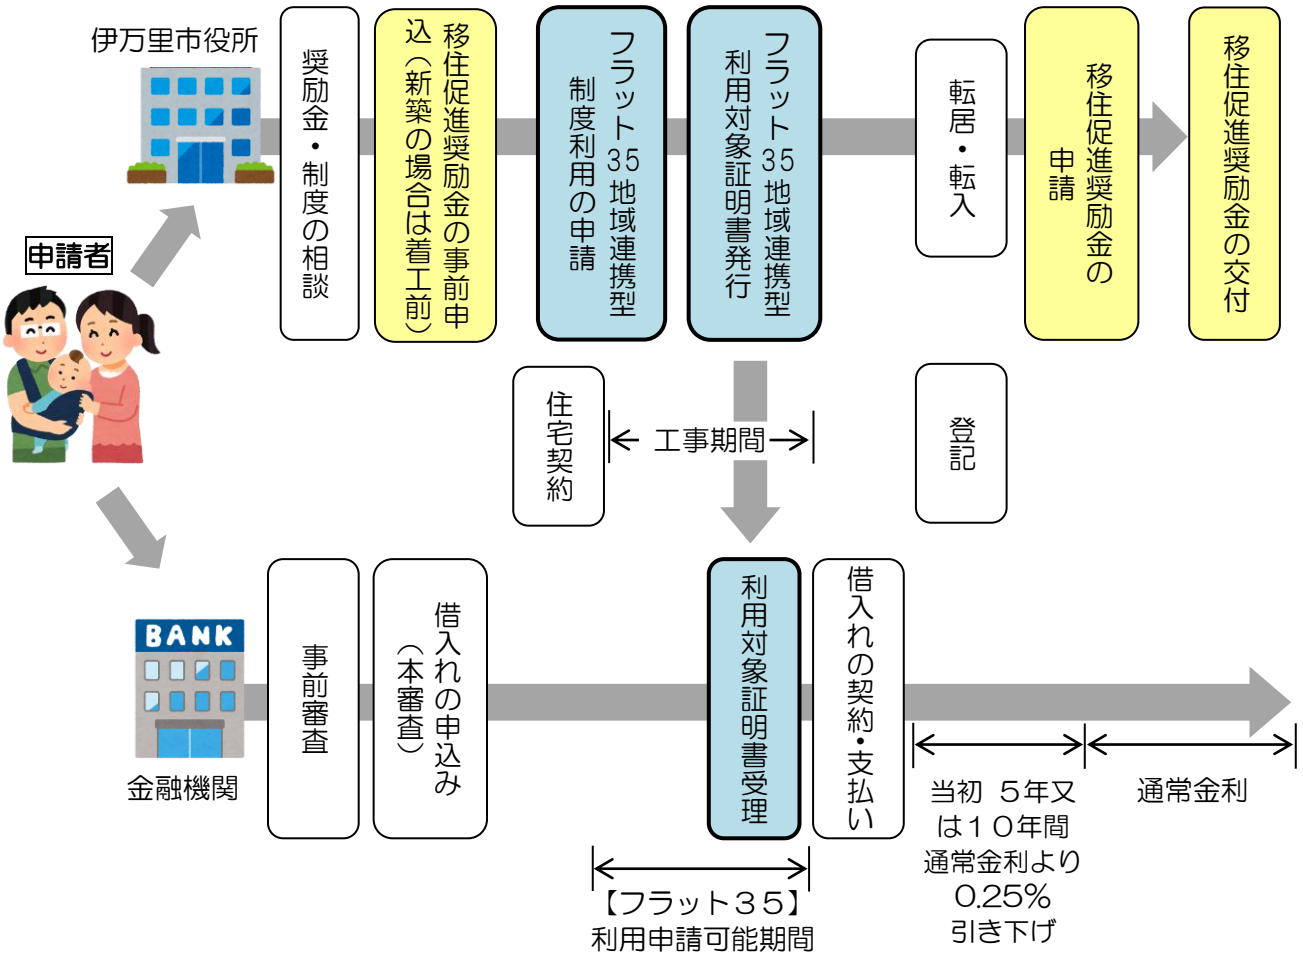 伊万里市役所
申請者
奨励金・制度の相談
移住促進奨励金の事前申
込（新築の場合は着工前）
フラット35地域連携型
制度利用の申請
フラット35地域連携型
利用対象証明書発行
転居・転入
移住促進奨励金の
申請
移住促進奨励金の交付
住宅契約
工事期間
登記
BANK
金融機関
事前審査
借入れの申込み
（本審査）
利用対象証明書受理
借入れの契約・支払い
当初 ５年又
は１０年間
通常金利より
0.25%
引き下げ
通常金利
【フラット３５】
利用申請可能期間